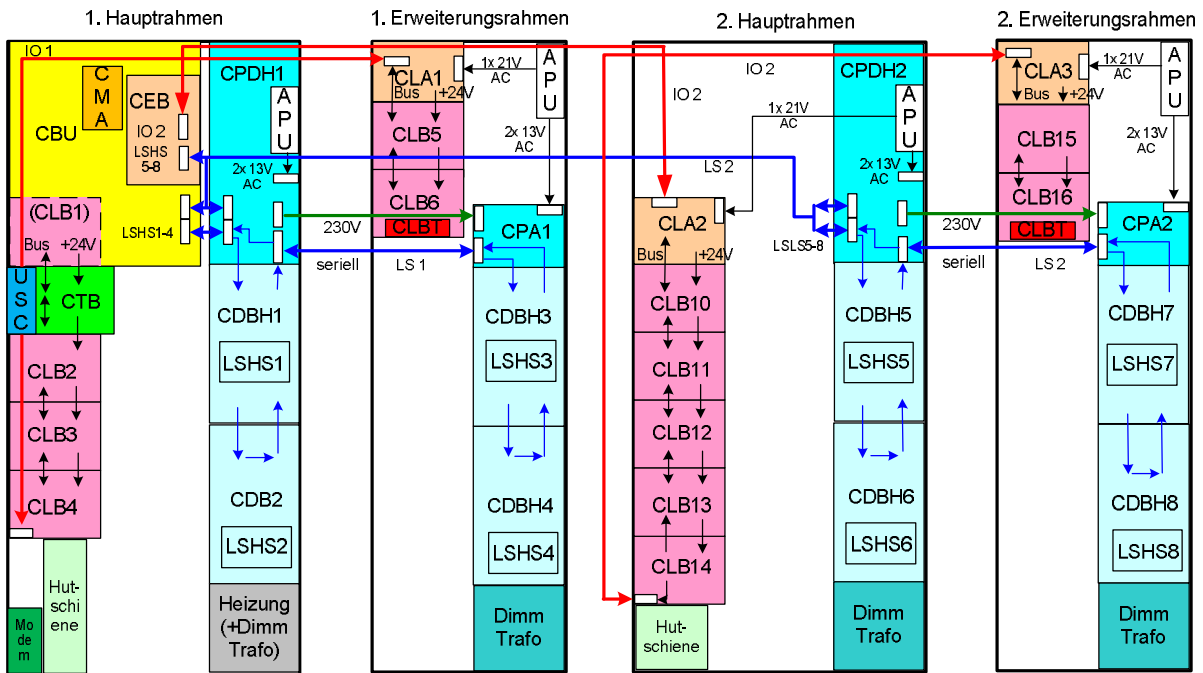 1. Hauptrahmen
1. Erweiterungsrahmen
2. Hauptrahmen
2. Erweiterungsrahmen
IO 1
CMA
CBU
CEB
IO 2
LSHS
5-8
(CLB1)
Bus
+24V
LSHS1-4
USC
CTB
CLB2
CLB3
CLB4
Hut-
schi
ene
Mo
de
m
CPDH1
APU
2x 13V
AC
CDBH1
LSHS1
CDB2
LSHS2
Heizung
(+Dimm
Trafo)
230V
seriell
LS 1
CLA1
Bus
+24V
CLB5
CLB6
CLBT
1x 21V
AC
APU
2x 13V
AC
CPA1
CDBH3
LSHS3
CDBH4
LSHS4
Dimm
Trafo
IO 2
IO 2
1x 21V
AC
LS 2
CLA2
Bus
+24V
CLB10
CLB11
CLB12
CLB13
CLB14
Hut-
schiene
CPDH2
APU
2x 13V
AC
LSLS5-8
CDBH5
LSHS5
CDBH6
LSHS6
Dimm
Trafo
230V
seriell
LS 2
CLA3
Bus
+24V
CLB15
CLB16
CLBT
1x 21V
AC
APU
2x 13V
AC
CPA2
CDBH7
LSHS7
CDBH8
LSHS8
Dimm
Trafo